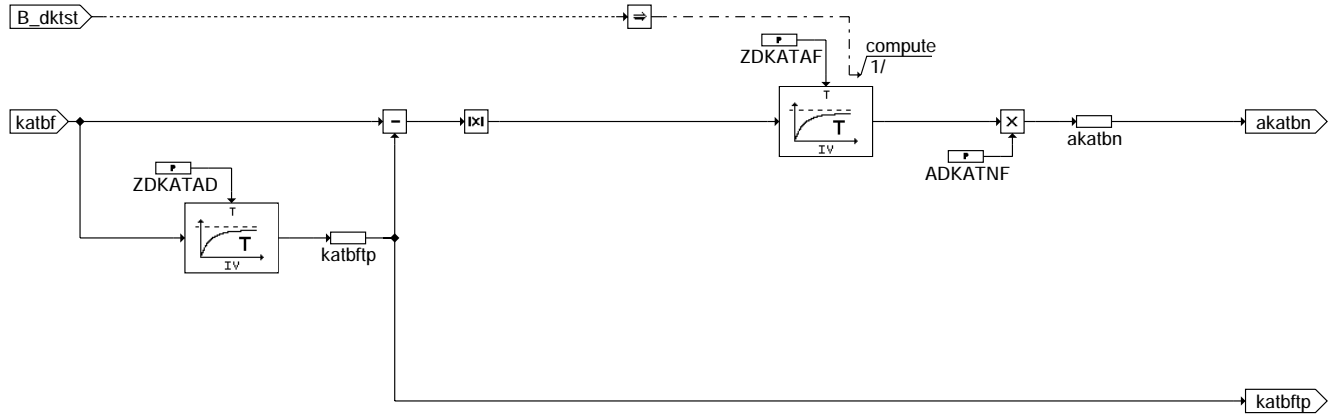 B_dktst
⇒
P
ZDKATAF
compute
1/
T
katbf
-
|x|
T
IV
×
akatbn
akatbn
P
ADKATNF
P
ZDKATAD
T
T
IV
katbftp
katbftp